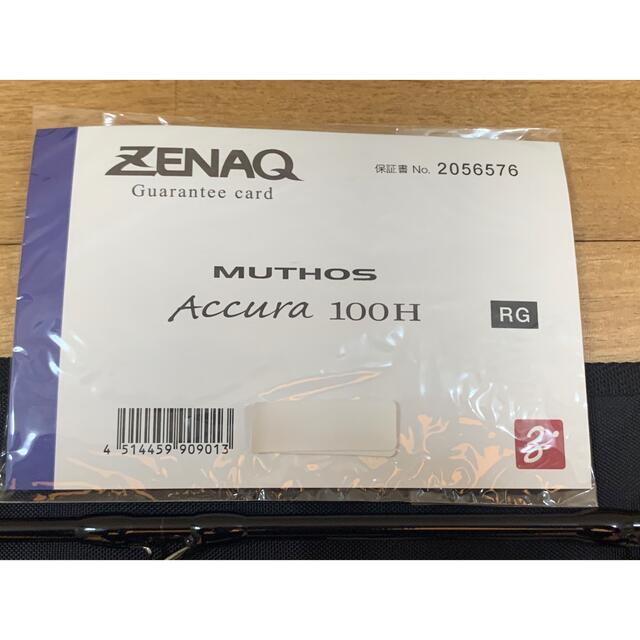 ZENAQ
Guarantee card
保証書 No. 2056576
MUTHOS
Accura 100H
RG
4 514459 909013